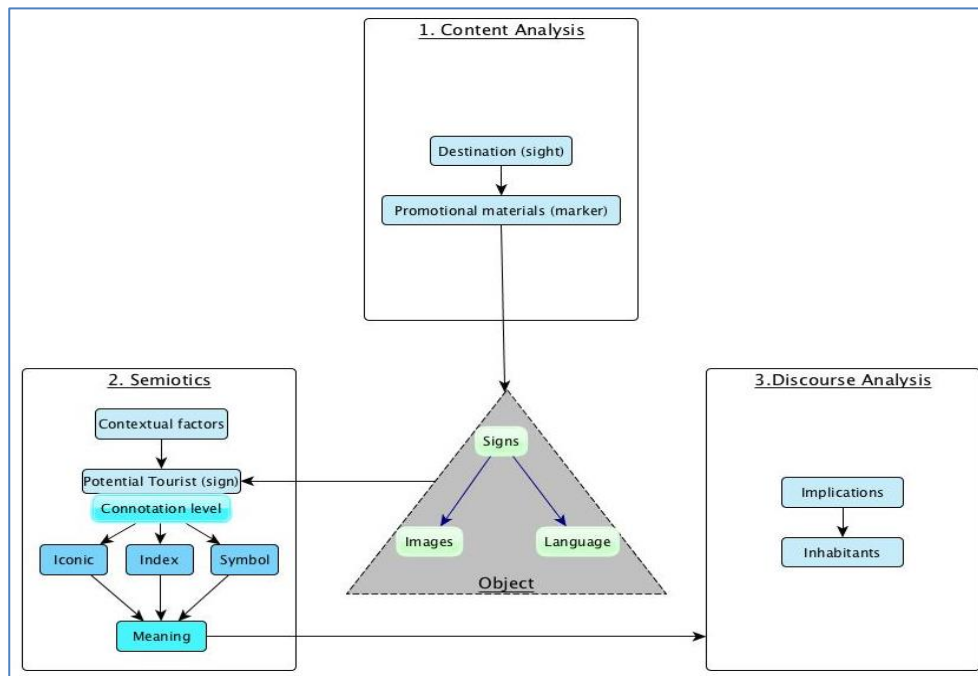 1. Content Analysis
Destination (sight)
Promotional materials (marker)
2. Semiotics
Contextual factors
Potential Tourist (sign)
Connotation level
Iconic
Index
Symbol
Meaning
Signs
Images
Language
Object
3.Discourse Analysis
Implications
Inhabitants